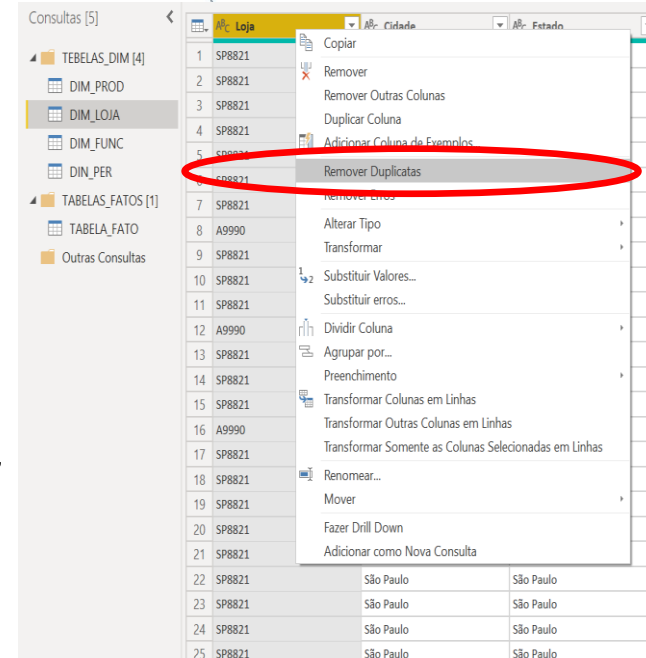 Consultas [5]
TEBELAS_DIM [4]
DIM_PROD
DIM_LOJA
DIM_FUNC
DIN_PER
TABELAS_FATOS [1]
TABELA_FATO
Outras Consultas
ABC Loja ABC Cidade ABC Estado
1 SP8821
2 SP8821
3 SP8821
4 SP8821
5 SP8821
6 SP8821
7 SP8821
8 A9990
9 SP8821
10 SP8821
11 SP8821
12 A9990
13 SP8821
14 SP8821
15 SP8821
16 A9990
17 SP8821
18 SP8821
19 SP8821
20 SP8821
21 SP8821
22 SP8821 São Paulo São Paulo
23 SP8821 São Paulo São Paulo
24 SP8821 São Paulo São Paulo
25 SP8821 São Paulo São Paulo
Copiar
Remover
Remover Outras Colunas
Duplicar Coluna
Adicionar Coluna de Exemplos...
Remover Duplicatas
Remover Erros
Alterar Tipo
Transformar
Substituir Valores...
Substituir erros...
Dividir Coluna
Agrupar por...
Preenchimento
Transformar Colunas em Linhas
Transformar Outras Colunas em Linhas
Transformar Somente as Colunas Selecionadas em Linhas
Renomear...
Mover
Fazer Drill Down
Adicionar como Nova Consulta